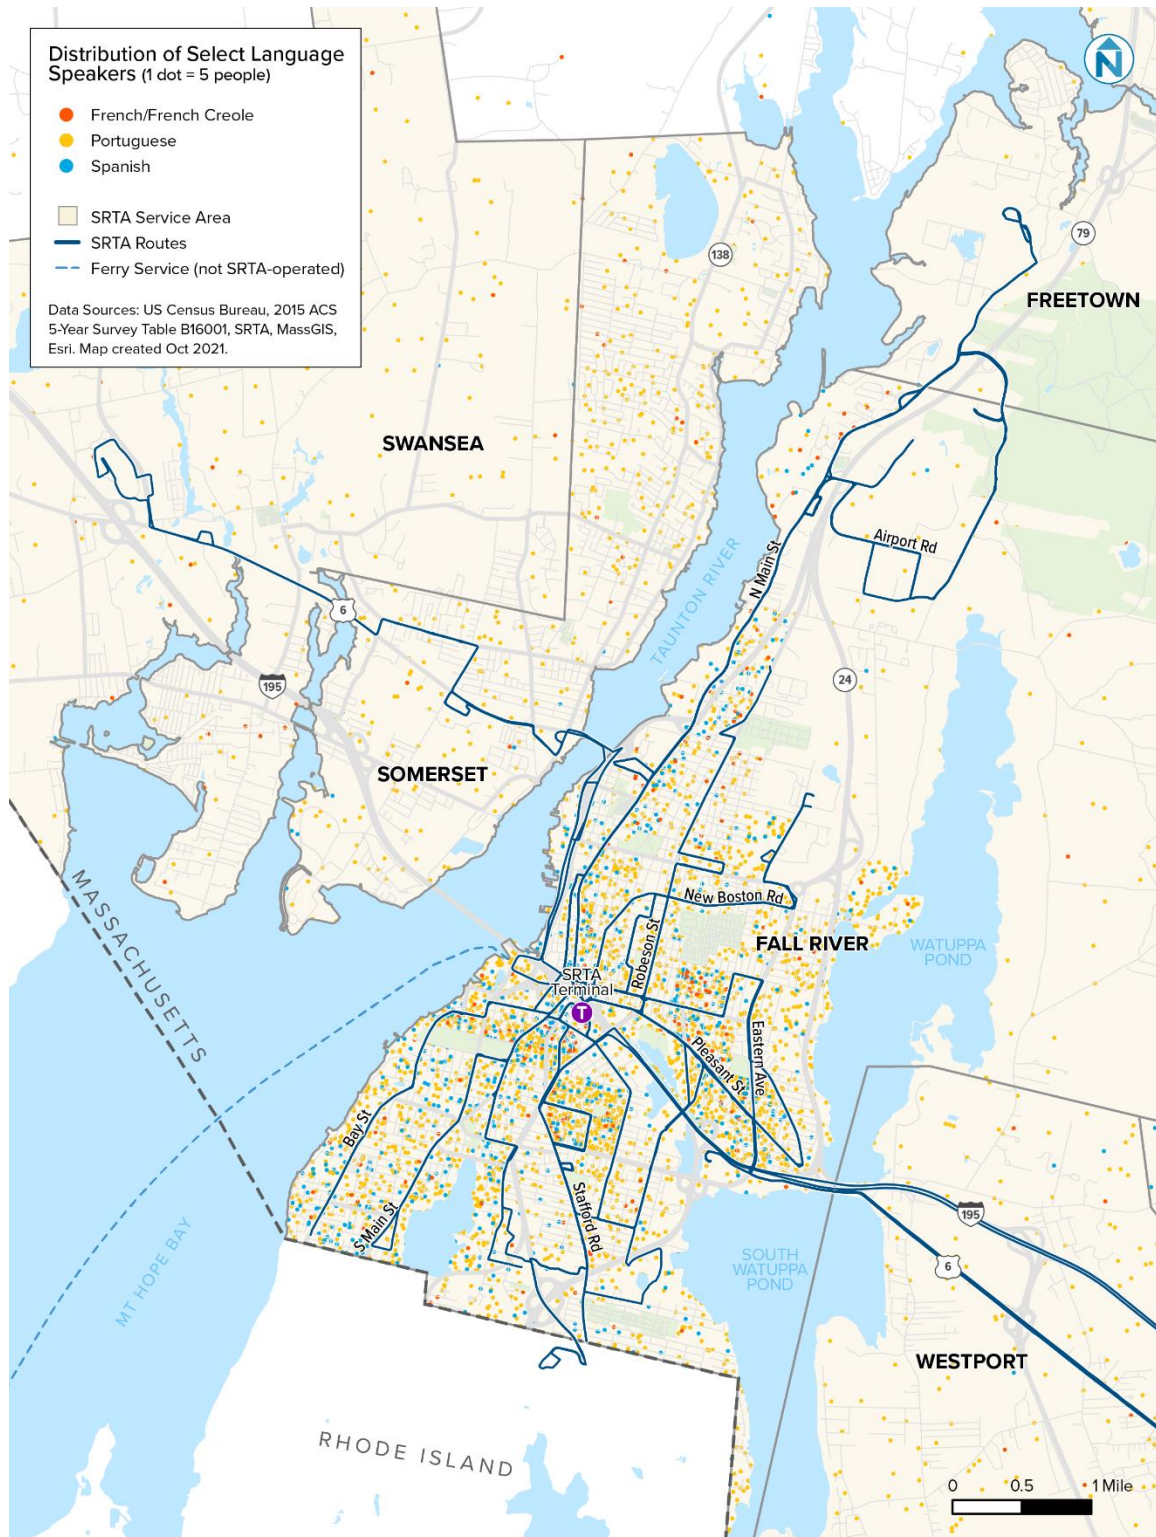 Distribution of Select Language
Speakers (1 dot = 5 people)
French/French Creole
Portuguese
Spanish
SRTA Service Area
SRTA Routes
Ferry Service (not SRTA-operated)
Data Sources: US Census Bureau, 2015 ACS
5-Year Survey Table B16001, SRTA, MassGIS,
Esri. Map created Oct 2021.
N
79
138
FREETOWN
SWANSEA
Airport Rd
N Main St
TAUNTON RIVER
6
195
24
SOMERSET
MASSACHUSETTS
New Boston Rd
FALL RIVER
WATUPPA
POND
Robeson St
SRTA
Terminal
T
Eastern Ave
Pleasant St
Bay St
S Main St
Stafford Rd
195
6
SOUTH
WATUPPA
POND
MT HOPE BAY
WESTPORT
RHODE ISLAND
0 0.5 1 Mile